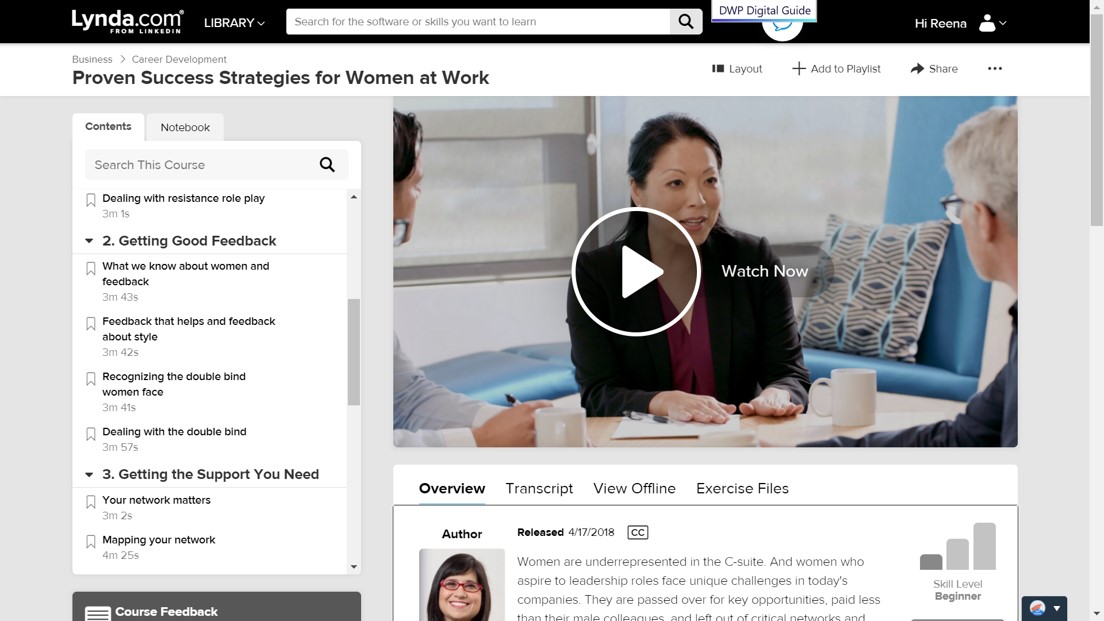 Lynda.com®
FROM LINKEDIN
LIBRARY
Search for the software or skills you want to learn
DWP Digital Guide
Hi Reena
Business > Career Development
Proven Success Strategies for Women at Work
Layout
Add to Playlist
Share
Contents
Notebook
Search This Course
Dealing with resistance role play
3m 1s
2. Getting Good Feedback
What we know about women and
feedback
3m 43s
Feedback that helps and feedback
about style
3m 42s
Recognizing the double bind
women face
3m 41s
Dealing with the double bind
3m 57s
3. Getting the Support You Need
Your network matters
3m 2s
Mapping your network
4m 25s
Course Feedback
Watch Now
Overview
Transcript
View Offline
Exercise Files
Author
Released 4/17/2018 CC
Women are underrepresented in the C-suite. And women who
aspire to leadership roles face unique challenges in today's
companies. They are passed over for key opportunities, paid less
than their male colleagues, and left out of critical networks and
Skill Level
Beginner